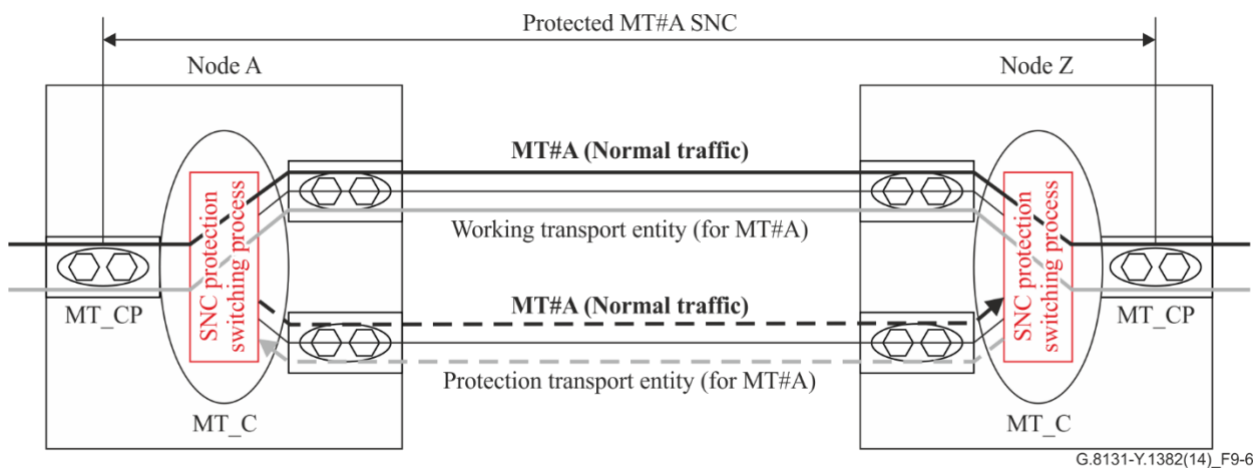 Protected MT#A SNC
Node A
Node Z
MT#A (Normal traffic)
Working transport entity (for MT#A)
SNC protection
switching process
SNC protection
switching process
MT_CP
MT_CP
MT#A (Normal traffic)
Protection transport entity (for MT#A)
MT_C
MT_C
G.8131-Y.1382(14)_F9-6